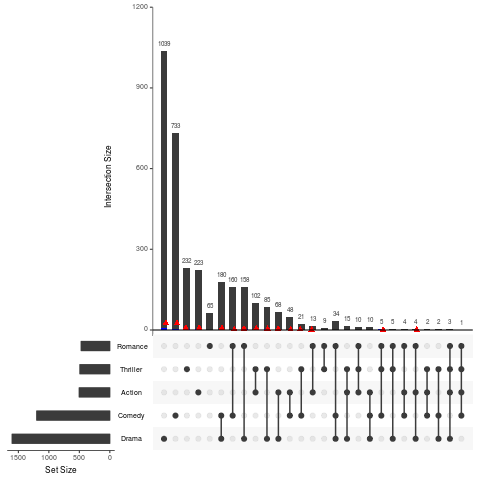 1200
1039
900
733
Intersection Size
600
300
232 223 65 180 160 158 102 85 68 48 21 13 9 34 15 10 10 5 5 4 4 2 2 3 1
0
Romance
Thriller
Action
Comedy
Drama
1500 1000 500 0
Set Size